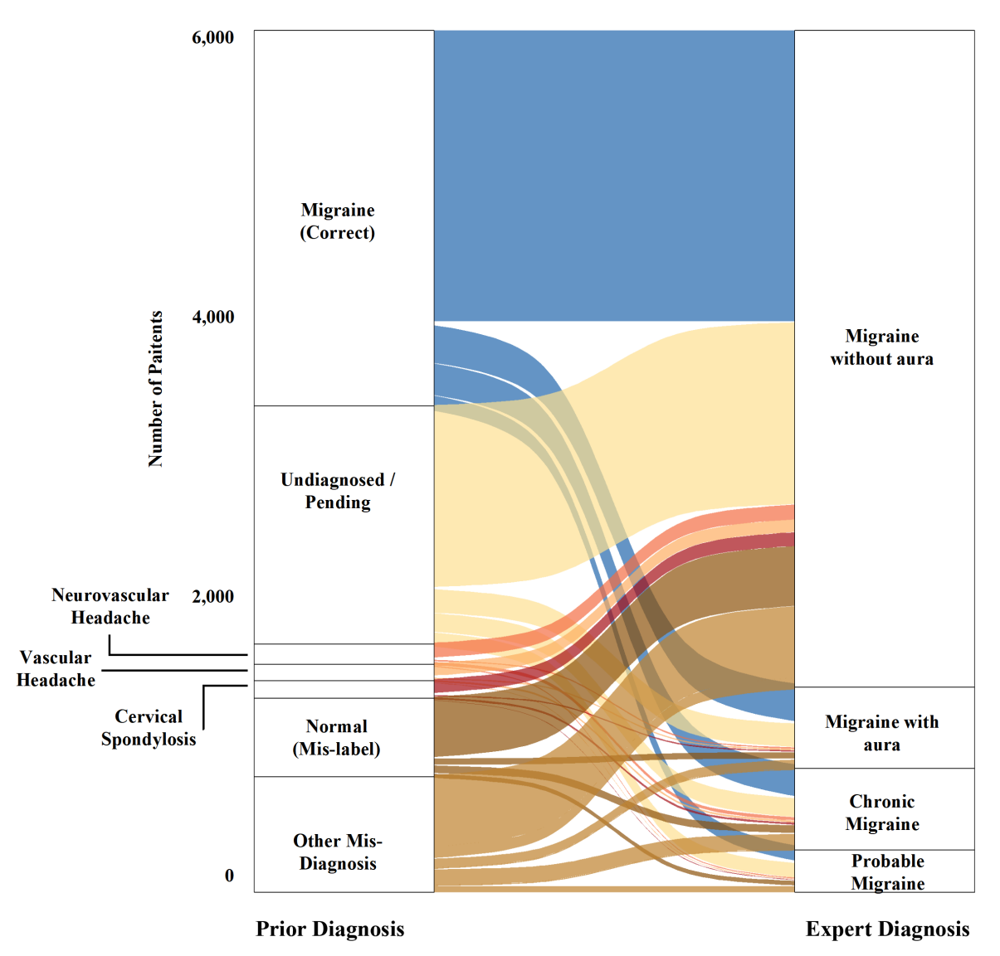 6,000
4,000
2,000
0
Number of Paitents
Migraine
(Correct)
Undiagnosed /
Pending
Neurovascular
Headache
Vascular
Headache
Cervical
Spondylosis
Normal
(Mis-label)
Other Mis-
Diagnosis
Migraine
without aura
Migraine with
aura
Chronic
Migraine
Probable
Migraine
Prior Diagnosis
Expert Diagnosis